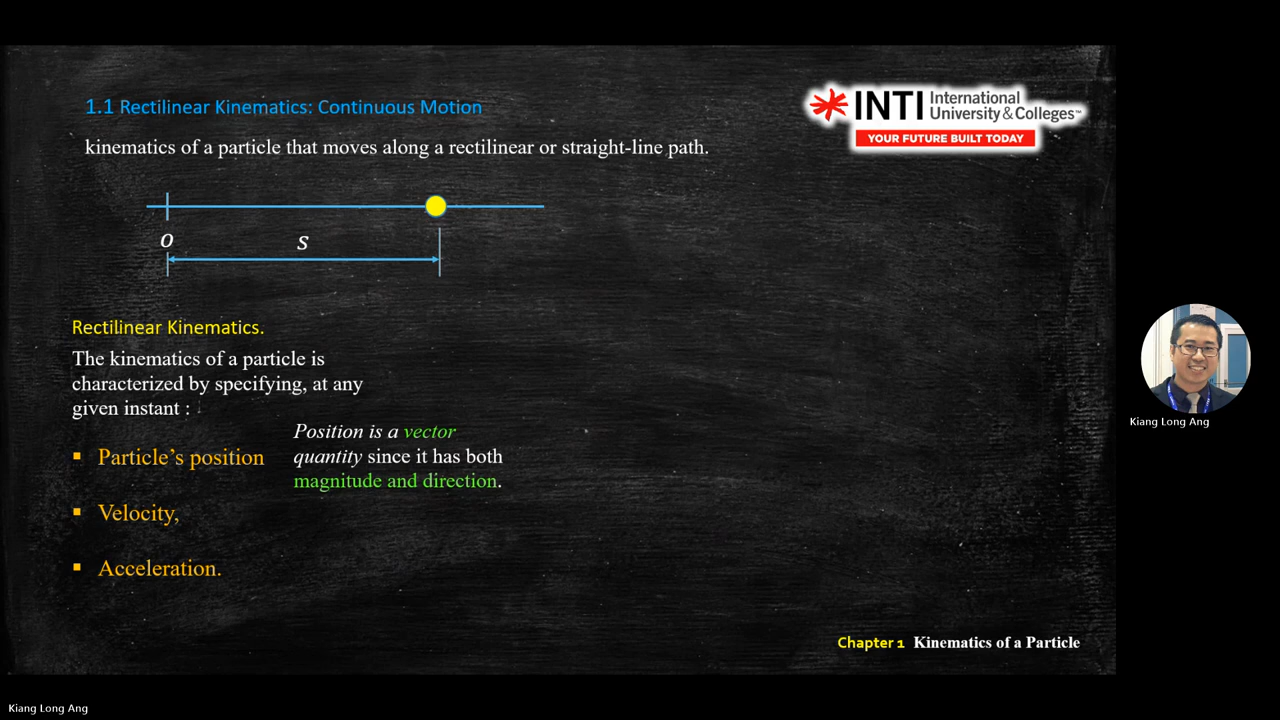 1.1 Rectilinear Kinematics: Continuous Motion
INTI International
University & Colleges™
YOUR FUTURE BUILT TODAY
kinematics of a particle that moves along a rectilinear or straight-line path.
O
S
Rectilinear Kinematics.
The kinematics of a particle is
characterized by specifying, at any
given instant :
Position is a vector
quantity since it has both
magnitude and direction.
▪ Particle's position
▪ Velocity,
▪ Acceleration.
Kiang Long Ang
Chapter 1 Kinematics of a Particle
Kiang Long Ang